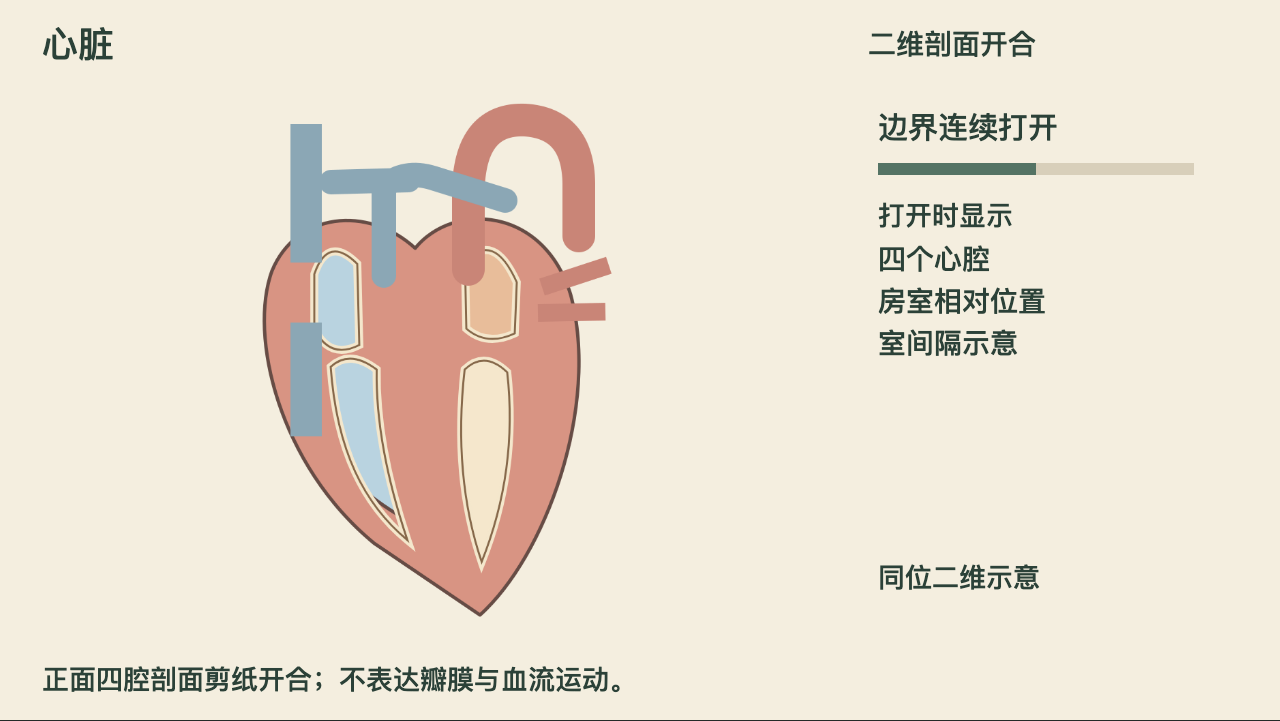 心脏
二维剖面开合
边界连续打开
打开时显示
四个心腔
房室相对位置
室间隔示意
同位二维示意
正面四腔剖面剪纸开合；不表达瓣膜与血流运动。